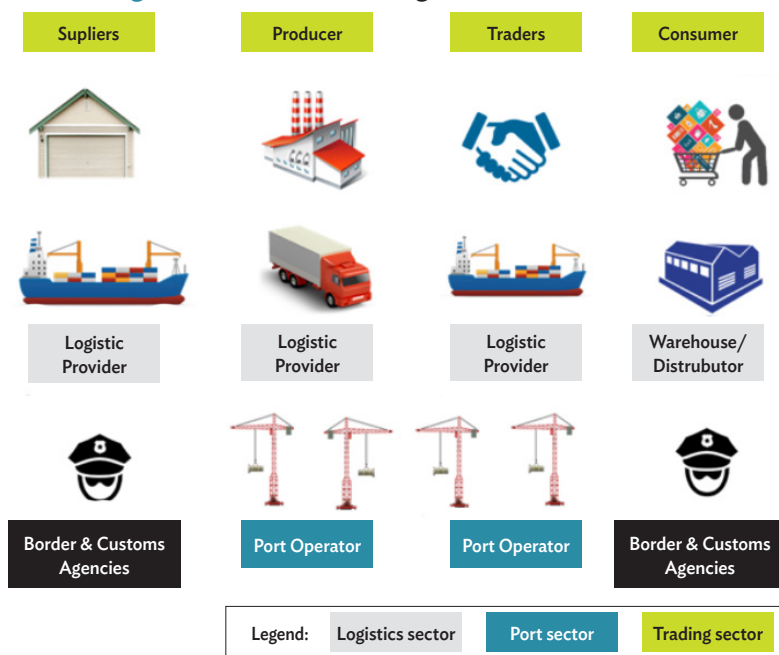 Supliers
Producer
Traders
Consumer
Logistic
Provider
Logistic
Provider
Logistic
Provider
Warehouse/
Distrubutor
Border & Customs
Agencies
Port Operator
Port Operator
Border & Customs
Agencies
Legend:
Logistics sector
Port sector
Trading sector